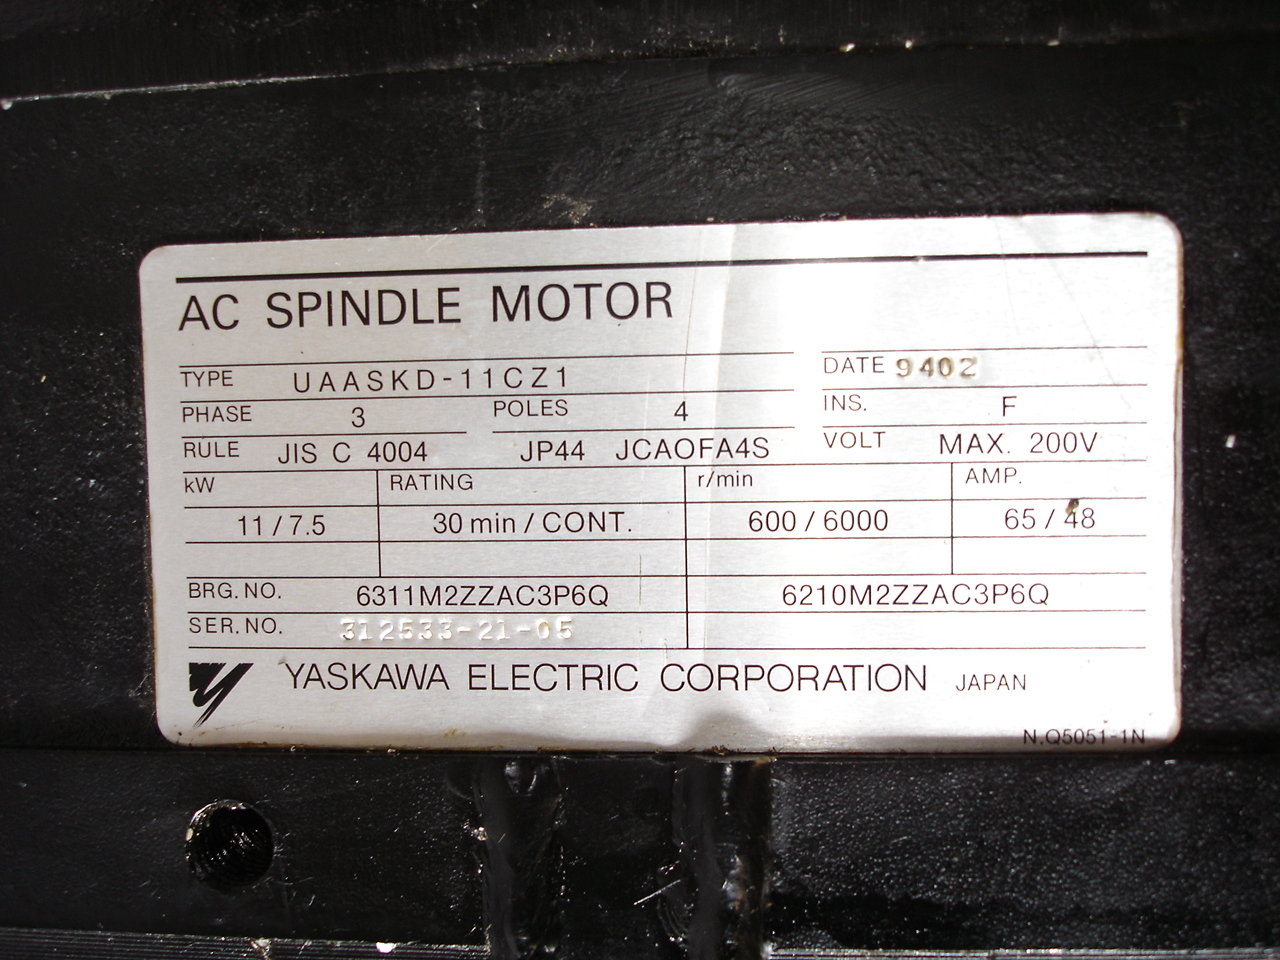 AC SPINDLE MOTOR
TYPE UAASKD-11CZ1 DATE 9402
PHASE 3 POLES 4 INS. F
RULE JIS C 4004 JP44 JCAOFA4S VOLT MAX. 200V
kW RATING r/min AMP.
11/7.5 30 min/CONT. 600/6000 65/48
BRG.NO. 6311M2ZZAC3P6Q 6210M2ZZAC3P6Q
SER.NO. 312533-21-05
YASKAWA ELECTRIC CORPORATION JAPAN
N.Q5051-1N